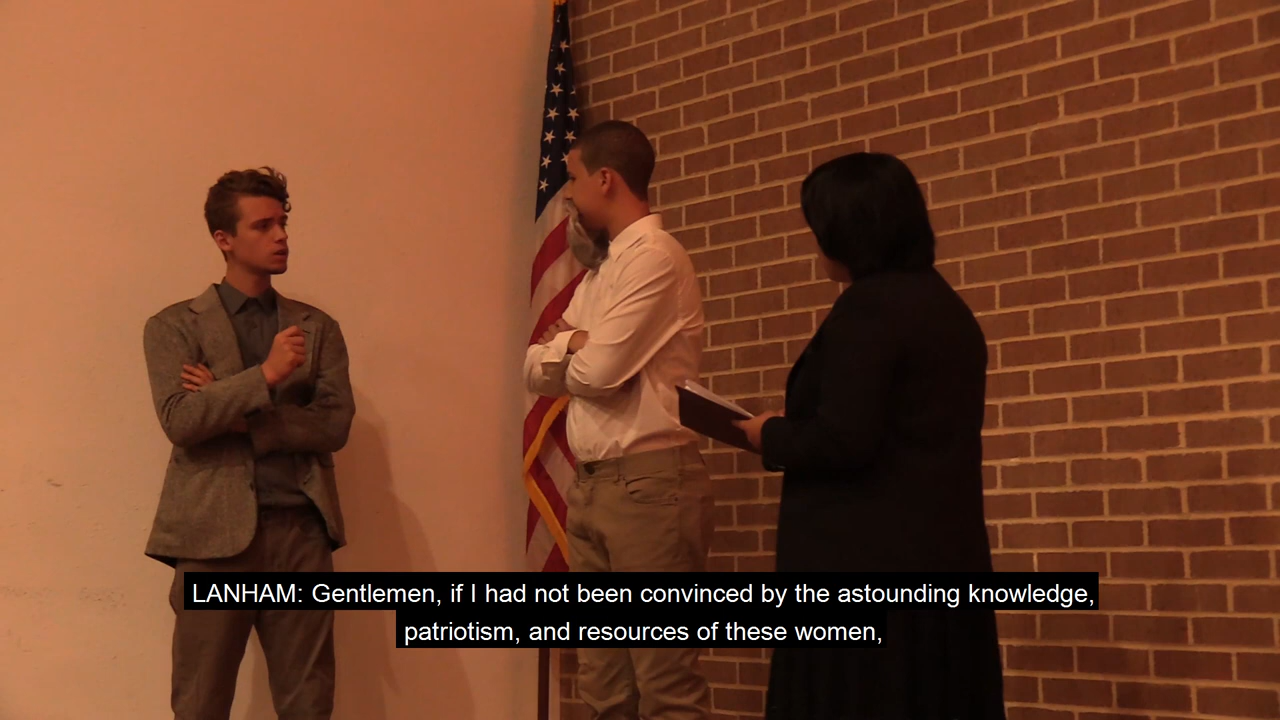 LANHAM: Gentlemen, if I had not been convinced by the astounding knowledge,
patriotism, and resources of these women,